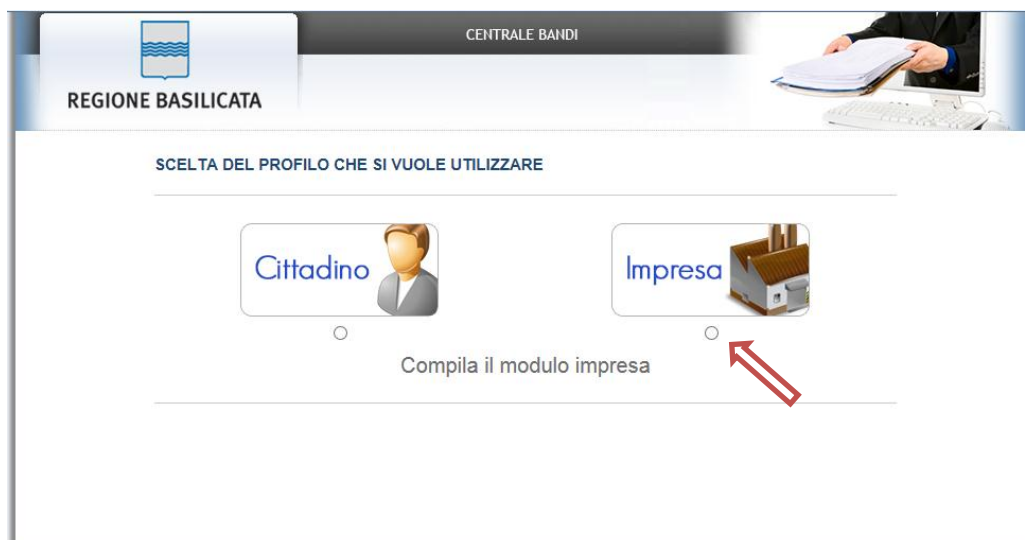 CENTRALE BANDI
REGIONE BASILICATA
SCELTA DEL PROFILO CHE SI VUOLE UTILIZZARE
Cittadino
Impresa
Compila il modulo impresa